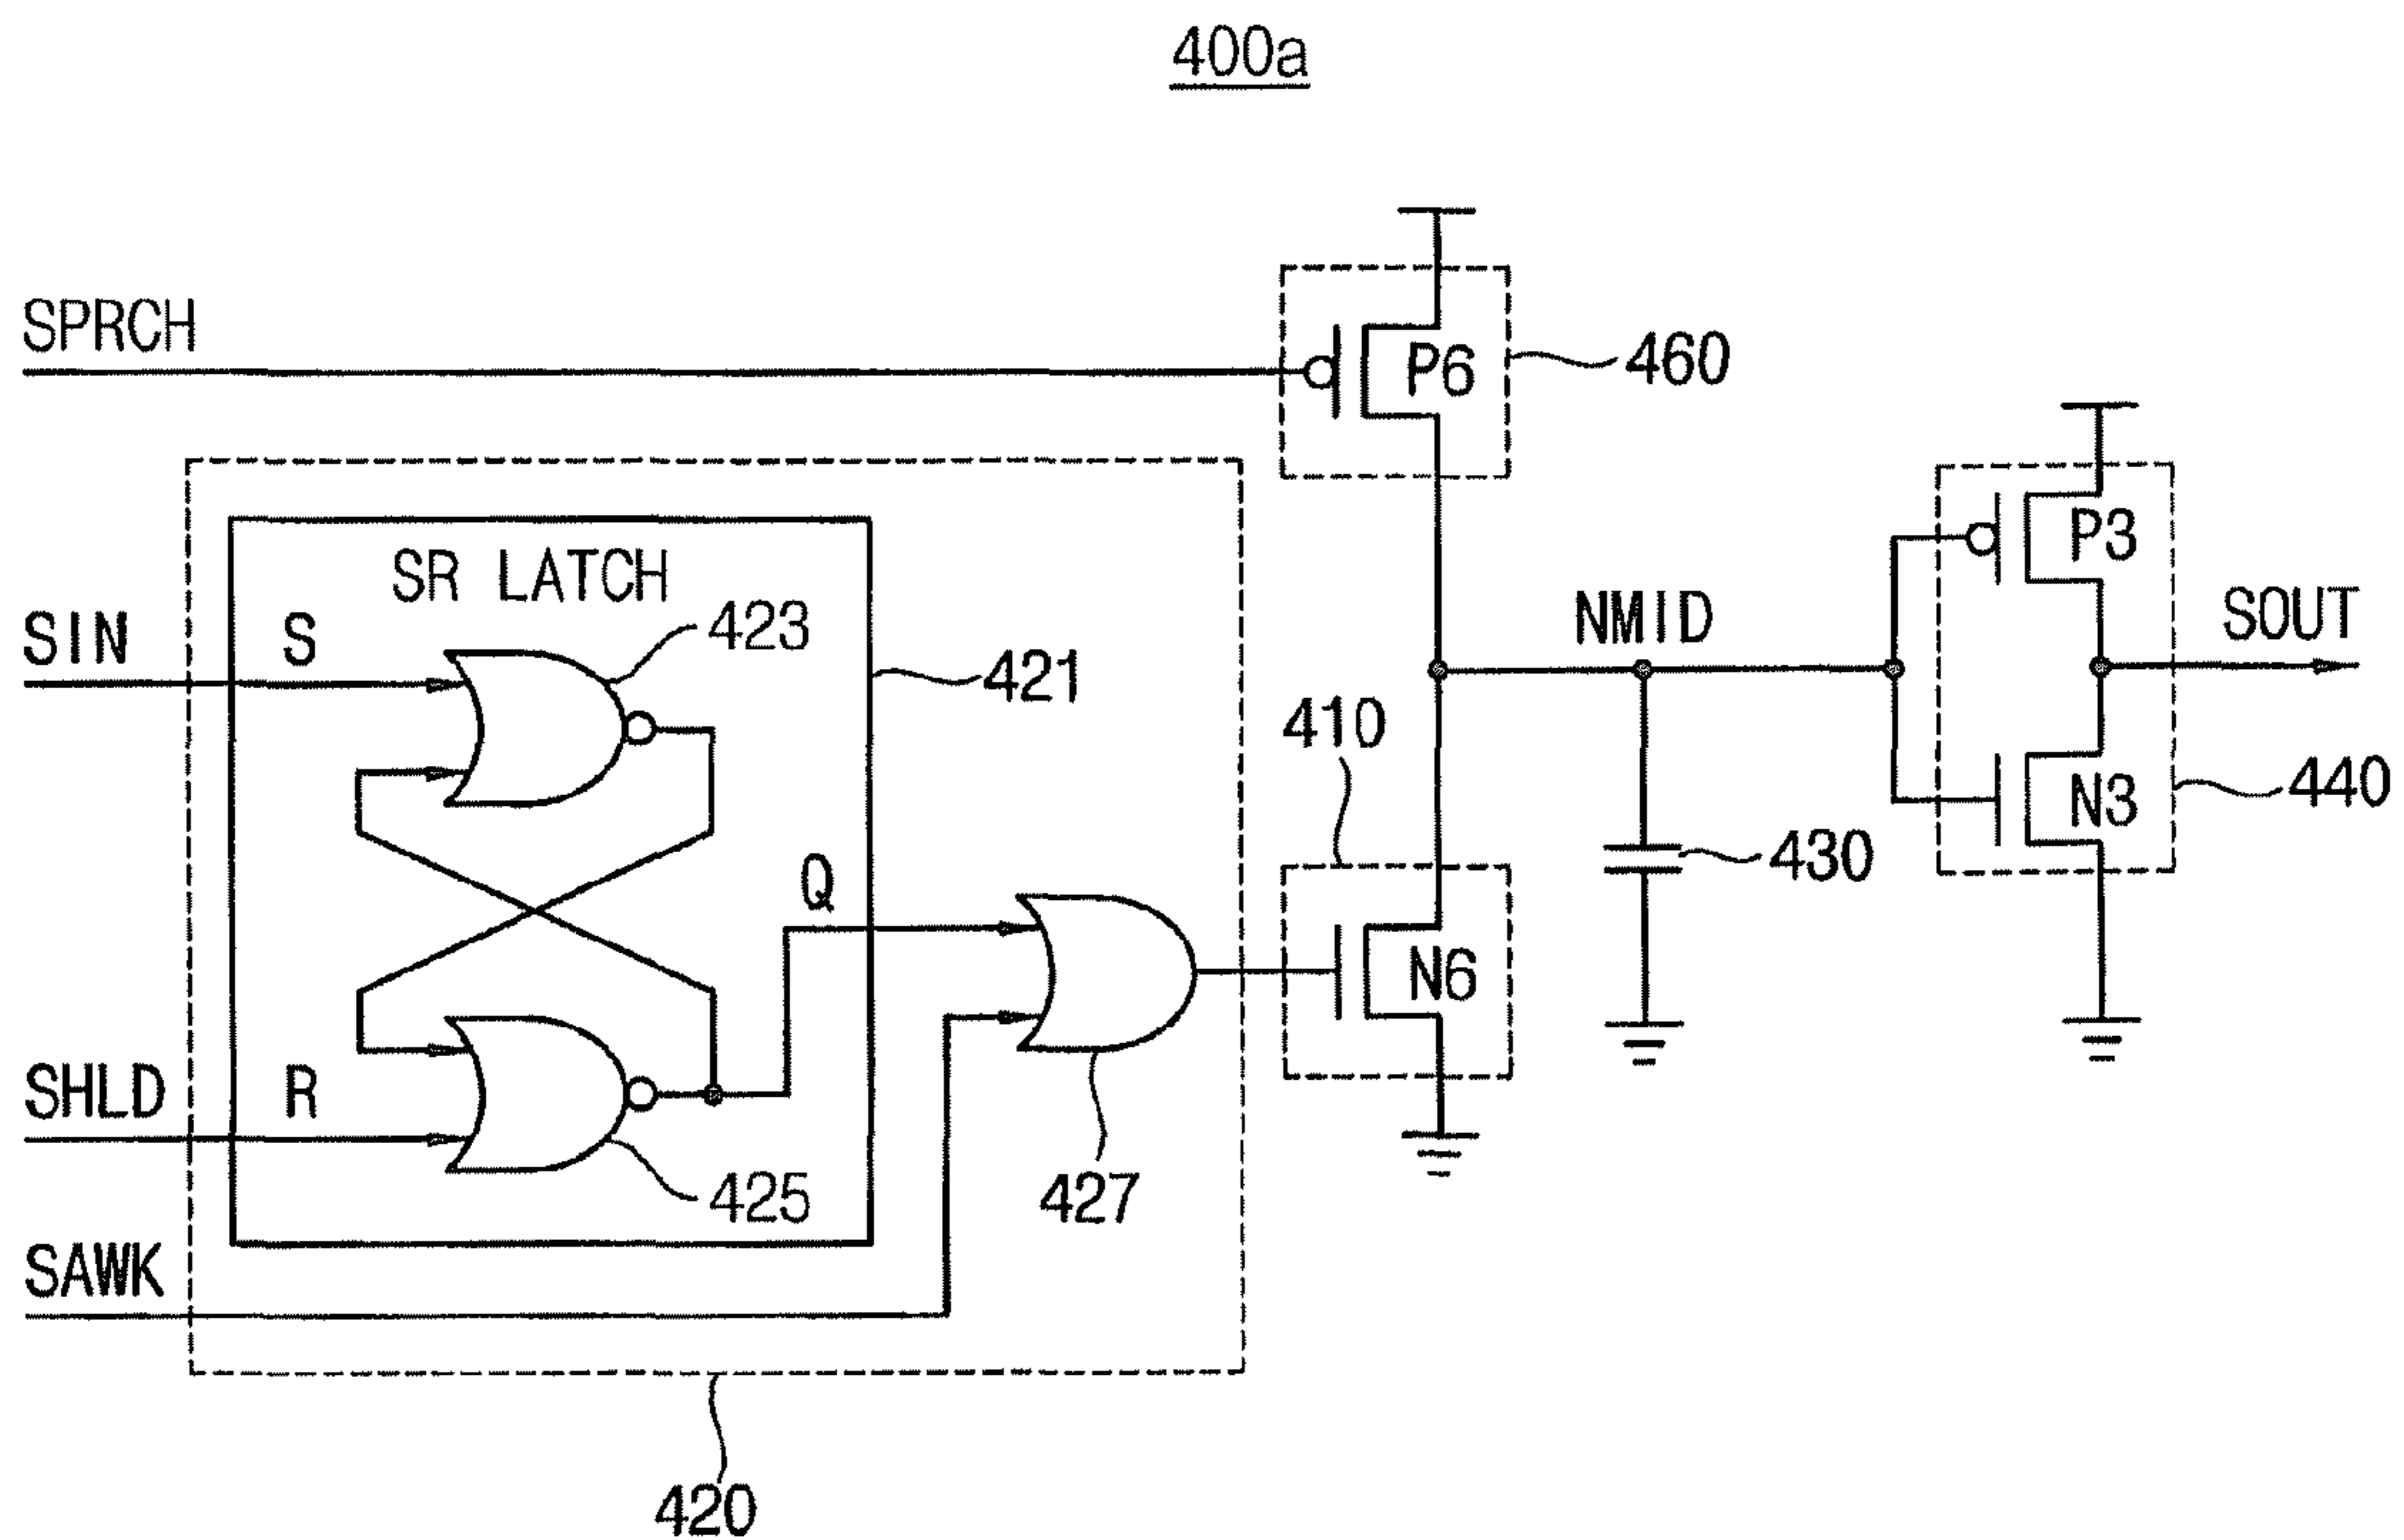 400a
SPRCH
P6
460
P3
SR LATCH
SIN
S
423
421
NMID
SOUT
410
N3
440
430
Q
N6
SHLD
R
425
427
SAWK
420